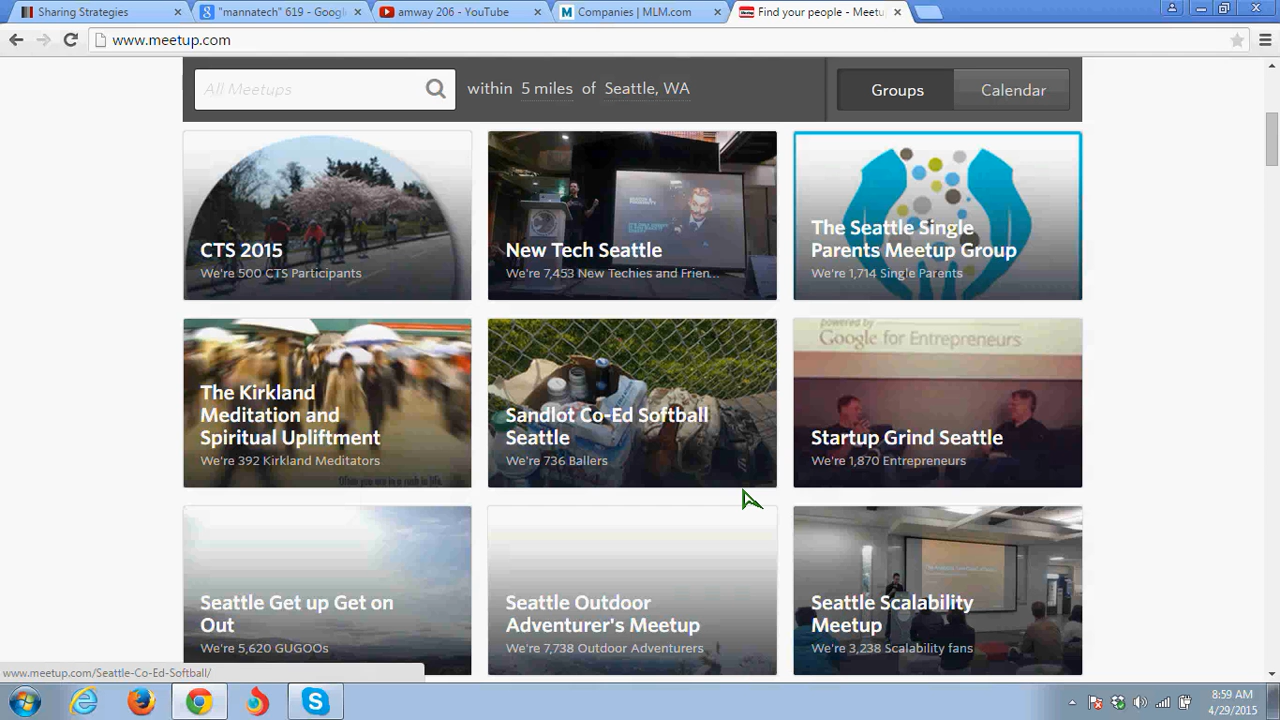 Sharing Strategies
"mannatech" 619 - Googl
amway 206 - YouTube
Companies | MLM.com
Find your people - Meetu
www.meetup.com
All Meetups
within 5 miles of Seattle, WA
Groups
Calendar
CTS 2015
We're 500 CTS Participants
New Tech Seattle
We're 7,453 New Techies and Frien...
The Seattle Single
Parents Meetup Group
We're 1,714 Single Parents
The Kirkland
Meditation and
Spiritual Upliftment
We're 392 Kirkland Meditators
Often you are in a rush in life.
Sandlot Co-Ed Softball
Seattle
We're 736 Ballers
powered by
Google for Entrepreneurs
Startup Grind Seattle
We're 1,870 Entrepreneurs
Seattle Get up Get on
Out
We're 5,620 GUGOOs
Seattle Outdoor
Adventurer's Meetup
We're 7,738 Outdoor Adventurers
Seattle Scalability
Meetup
We're 3,238 Scalability fans
www.meetup.com/Seattle-Co-Ed-Softball/
8:59 AM
4/29/2015